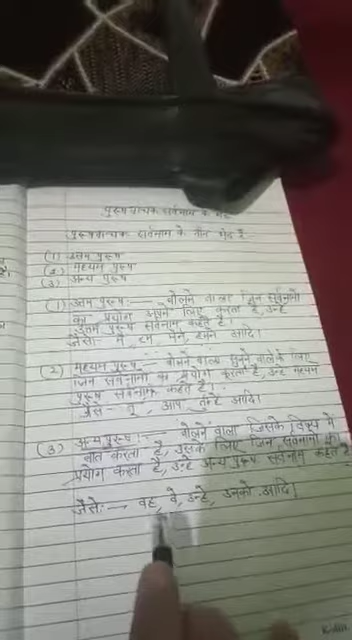 पुरुषवाचक सर्वनाम के भेद
पुरुषवाचक सर्वनाम के तीन भेद है -
(1) उत्तम पुरुष
(2) मध्यम पुरुष
(3) अन्य पुरुष
(1) उत्तम पुरुष :— बोलने वाला जिन सर्वनामों
का प्रयोग अपने लिए करता है, उन्हें
उत्तम पुरुष सर्वनाम कहते है।
जैसे: मैं, हम, मैंने, हमने आदि।
(2) मध्यम पुरुष :- बोलने वाला सुनने वाले के लिए
जिन सर्वनामों का प्रयोग करता है, उन्हें मध्यम
पुरुष सर्वनाम कहते है।
जैसे - तू, आप, तुम्हें आदि।
(3) अन्य पुरुष :— बोलने वाला जिसके विषय में
बात करता है, उसके लिए जिन सर्वनामों का
प्रयोग करता है, उन्हें अन्य पुरुष सर्वनाम कहते है
जैसे: — वह, वे, उन्हें, उनको आदि।